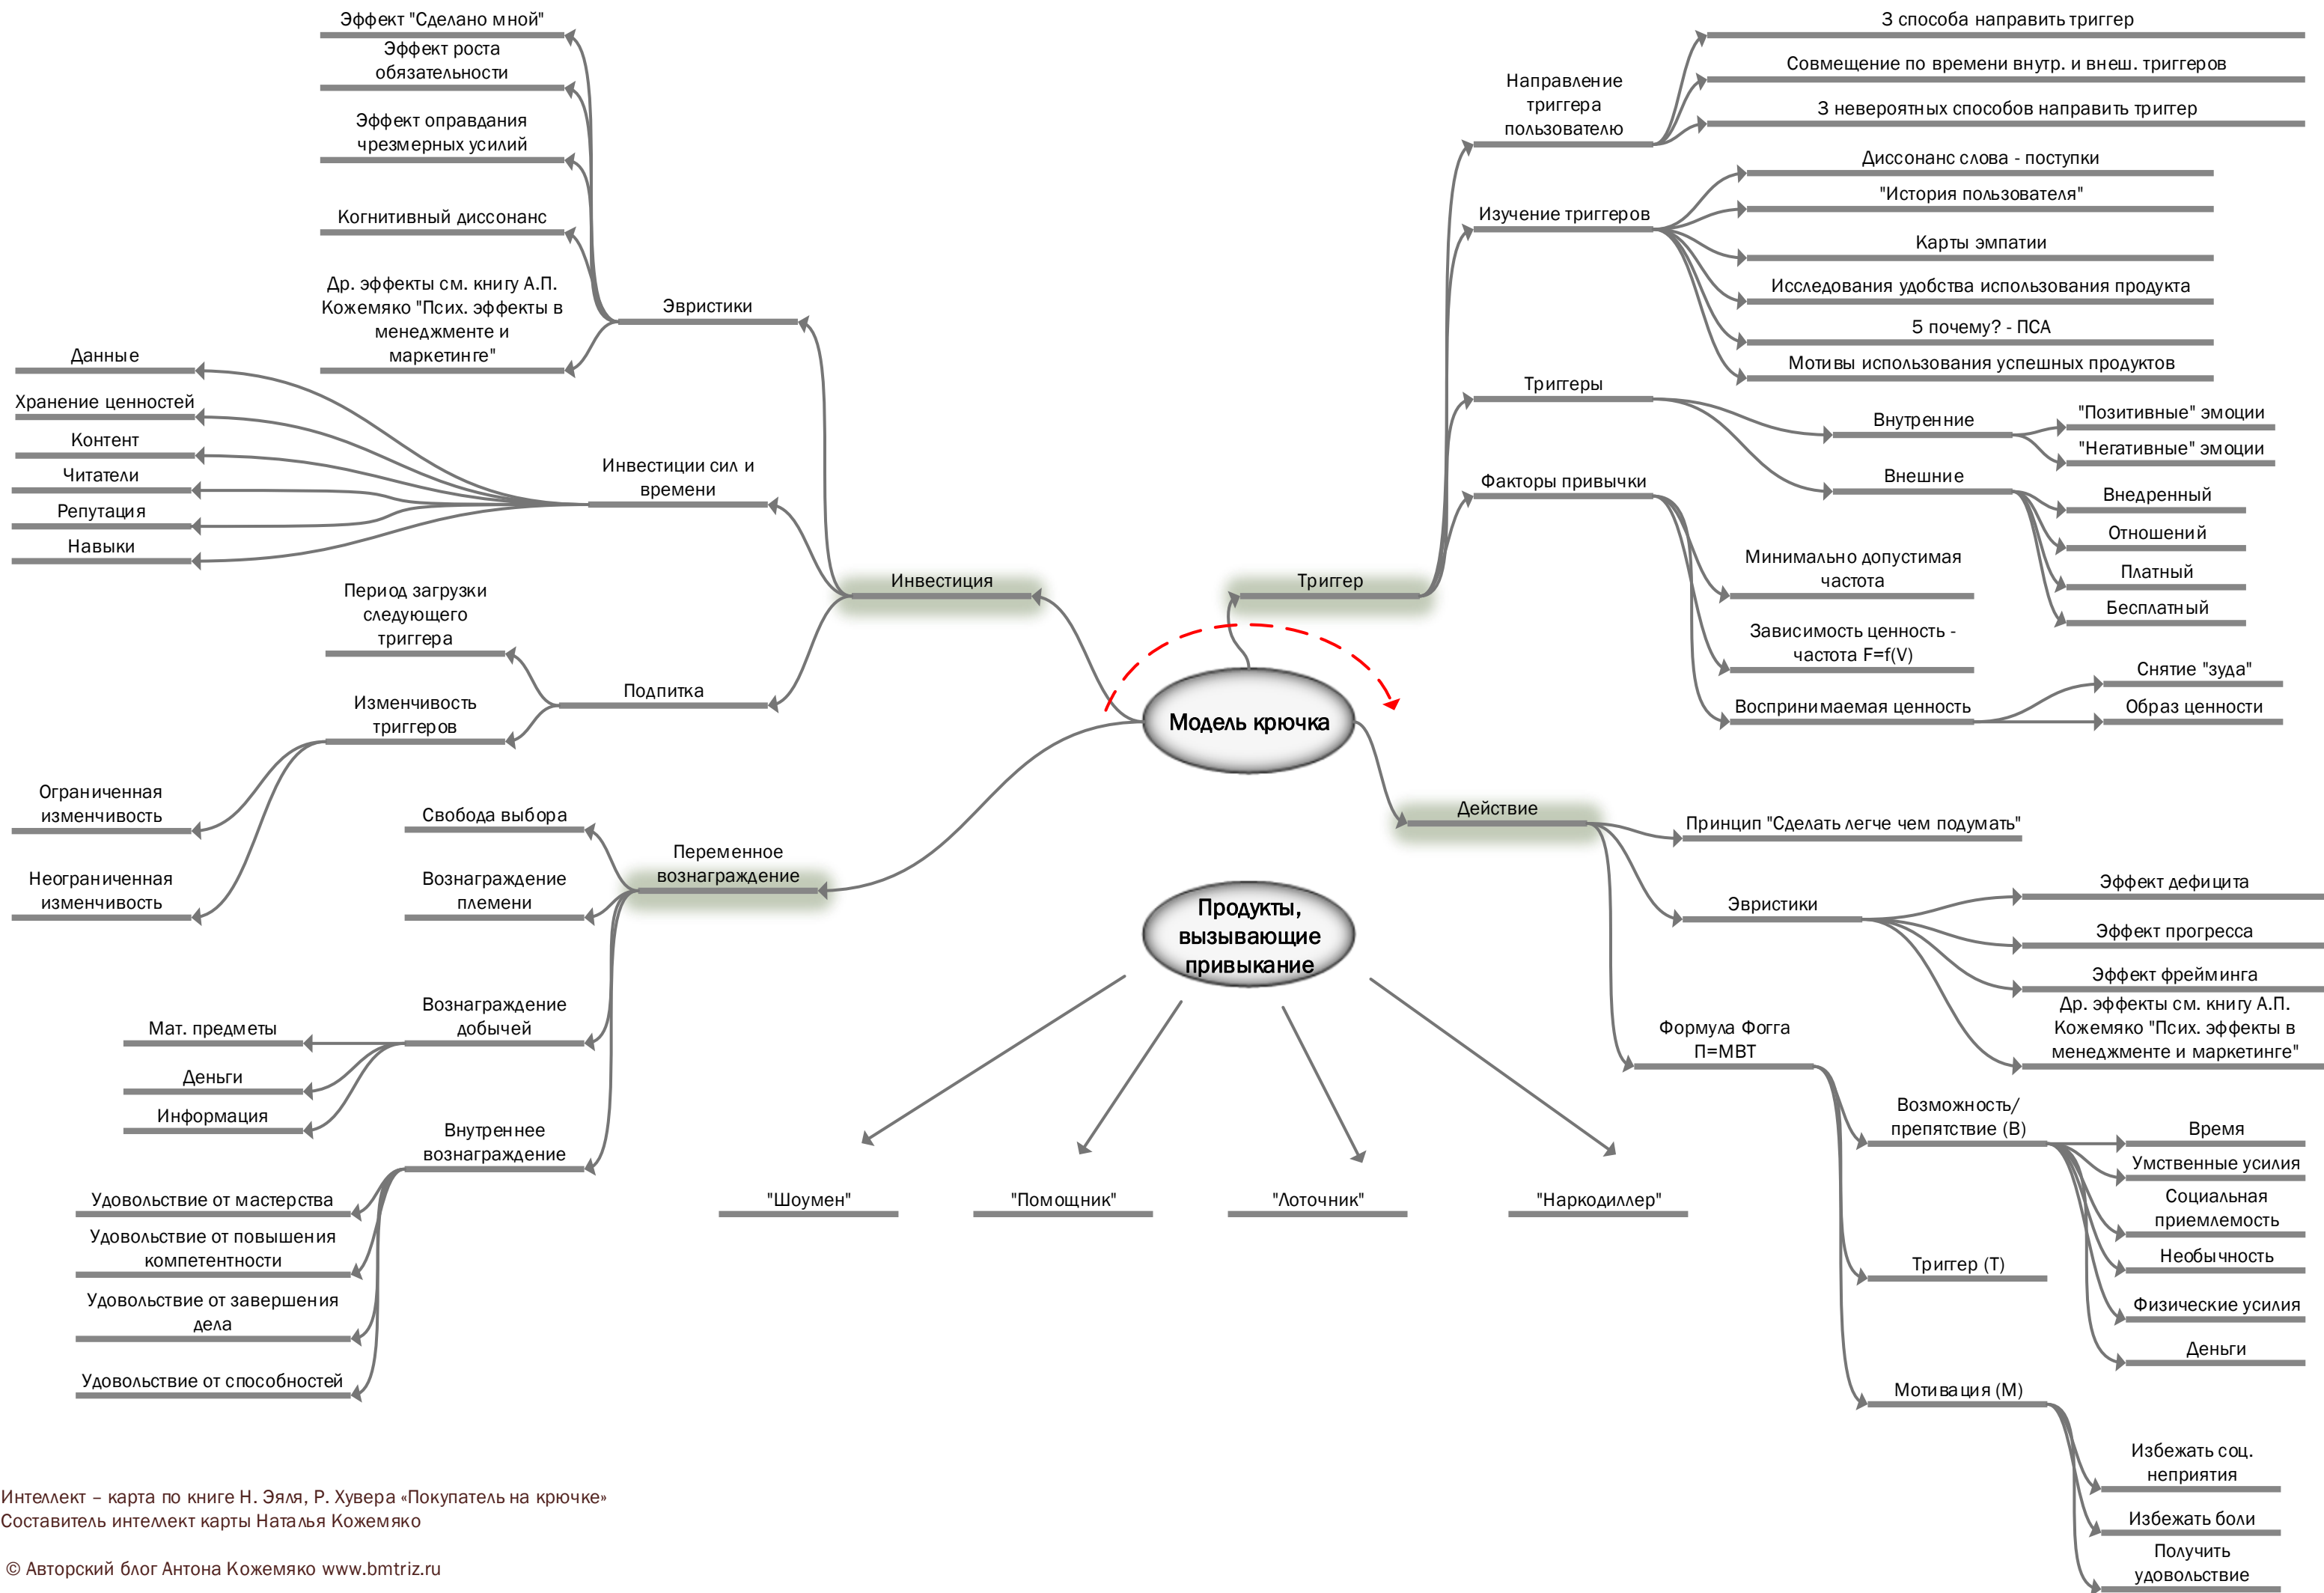 Эффект "Сделано мной"
Эффект роста
обязательности
Эффект оправдания
чрезмерных усилий
Когнитивный диссонанс
Др. эффекты см. книгу А.П.
Кожемяко "Псих. эффекты в
менеджменте и
маркетинге"
Эвристики
Данные
Хранение ценностей
Контент
Читатели
Репутация
Навыки
Инвестиции сил и
времени
Инвестиция
Период загрузки
следующего
триггера
Изменчивость
триггеров
Подпитка
Ограниченная
изменчивость
Неограниченная
изменчивость
Свобода выбора
Вознаграждение
племени
Переменное
вознаграждение
Вознаграждение
добычей
Мат. предметы
Деньги
Информация
Внутреннее
вознаграждение
Удовольствие от мастерства
Удовольствие от повышения
компетентности
Удовольствие от завершения
дела
Удовольствие от способностей
3 способа направить триггер
Совмещение по времени внутр. и внеш. триггеров
3 невероятных способов направить триггер
Направление
триггера
пользователю
Диссонанс слова - поступки
"История пользователя"
Изучение триггеров
Карты эмпатии
Исследования удобства использования продукта
5 почему? - ПСА
Мотивы использования успешных продуктов
Триггеры
Внутренние
"Позитивные" эмоции
"Негативные" эмоции
Внешние
Внедренный
Отношений
Платный
Бесплатный
Факторы привычки
Минимально допустимая
частота
Зависимость ценность -
частота F=f(V)
Воспринимаемая ценность
Снятие "зуда"
Образ ценности
Триггер
Модель крючка
Действие
Принцип "Сделать легче чем подумать"
Эвристики
Эффект дефицита
Эффект прогресса
Эффект фрейминга
Др. эффекты см. книгу А.П.
Кожемяко "Псих. эффекты в
менеджменте и маркетинге"
Формула Фогга
П=МВТ
Возможность/
препятствие (В)
Время
Умственные усилия
Социальная
приемлемость
Необычность
Физические усилия
Деньги
Триггер (Т)
Мотивация (М)
Избежать соц.
неприятия
Избежать боли
Получить
удовольствие
Продукты,
вызывающие
привыкание
"Шоумен"
"Помощник"
"Лоточник"
"Наркодиллер"
Интеллект – карта по книге Н. Эяля, Р. Хувера «Покупатель на крючке»
Составитель интеллект карты Наталья Кожемяко
© Авторский блог Антона Кожемяко www.bmtriz.ru